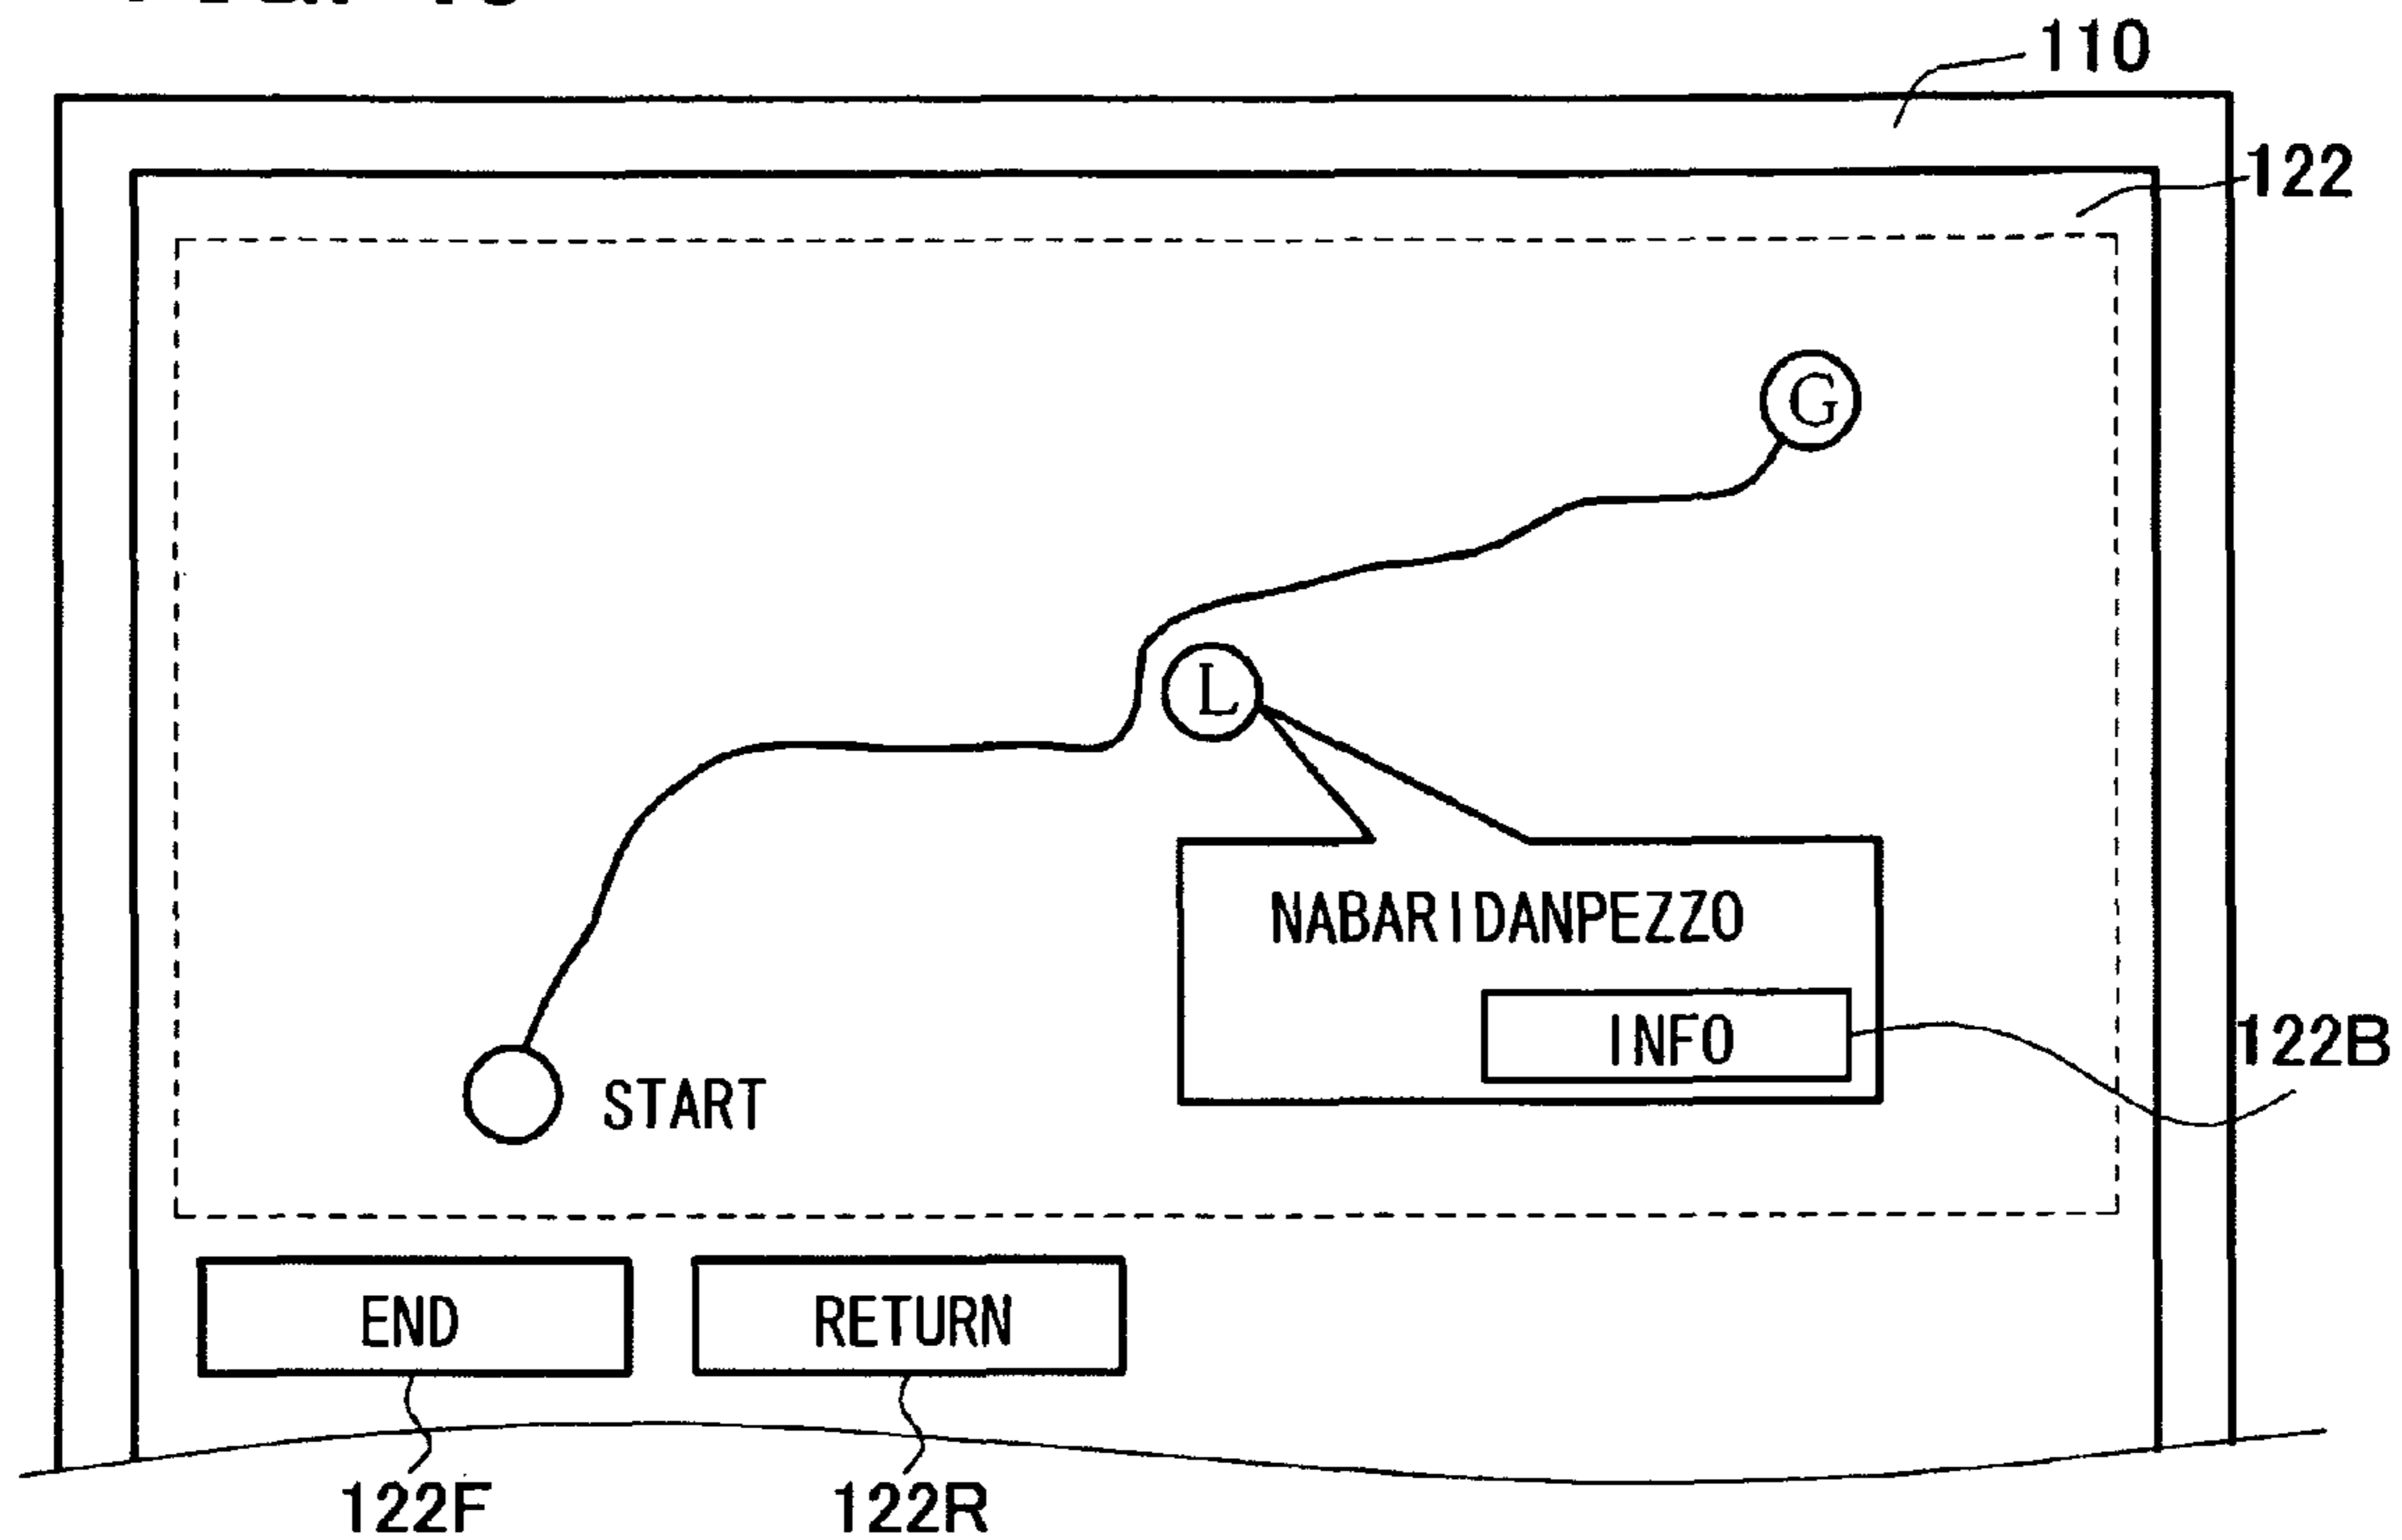 110
122
G
L
NABARIDANPEZZO
INFO
122B
START
END
RETURN
122F
122R